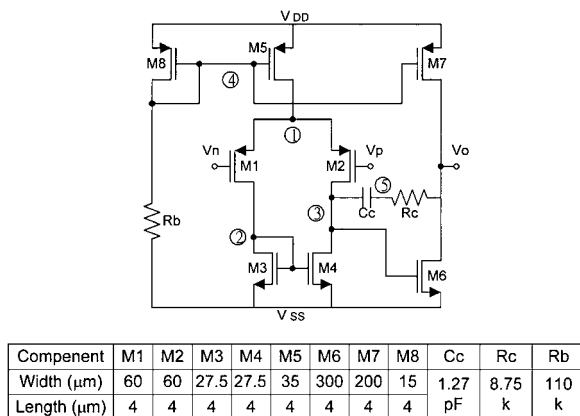 VDD
M8
M5
M7
④
①
Vn
M1
M2
Vp
Vo
⑤
Rb
③
Cc
Rc
②
M3
M4
M6
VSS
Compenent M1 M2 M3 M4 M5 M6 M7 M8 Cc Rc Rb
Width (μm) 60 60 27.5 27.5 35 300 200 15 1.27 8.75 110
Length (μm) 4 4 4 4 4 4 4 4 pF k k